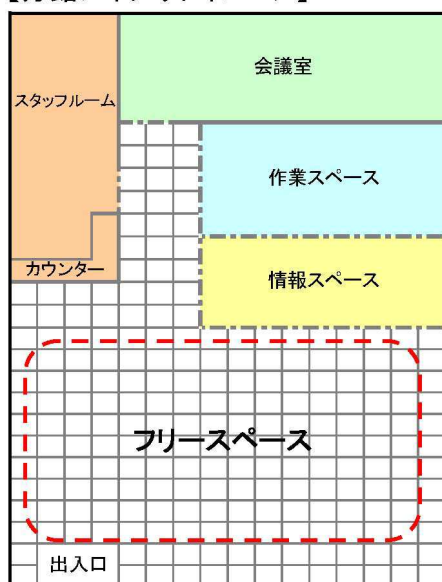 会議室
スタッフルーム
作業スペース
カウンター
情報スペース
フリースペース
出入口